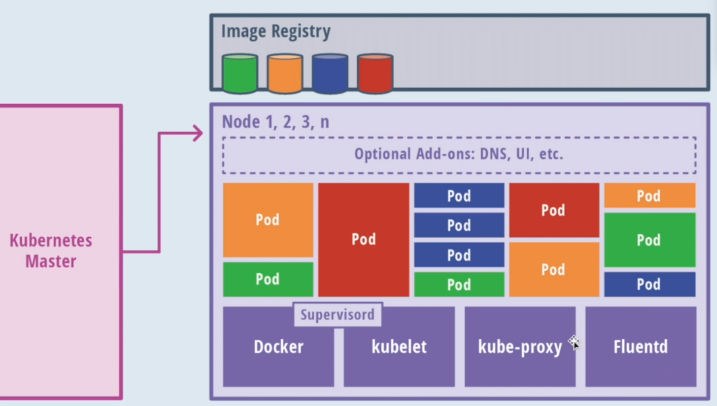 Image Registry
Kubernetes
Master
Node 1, 2, 3, n
Optional Add-ons: DNS, UI, etc.
Pod
Pod
Pod
Pod
Pod
Pod
Pod
Pod
Pod
Pod
Pod
Pod
Supervisord
Docker
kubelet
kube-proxy
Fluentd